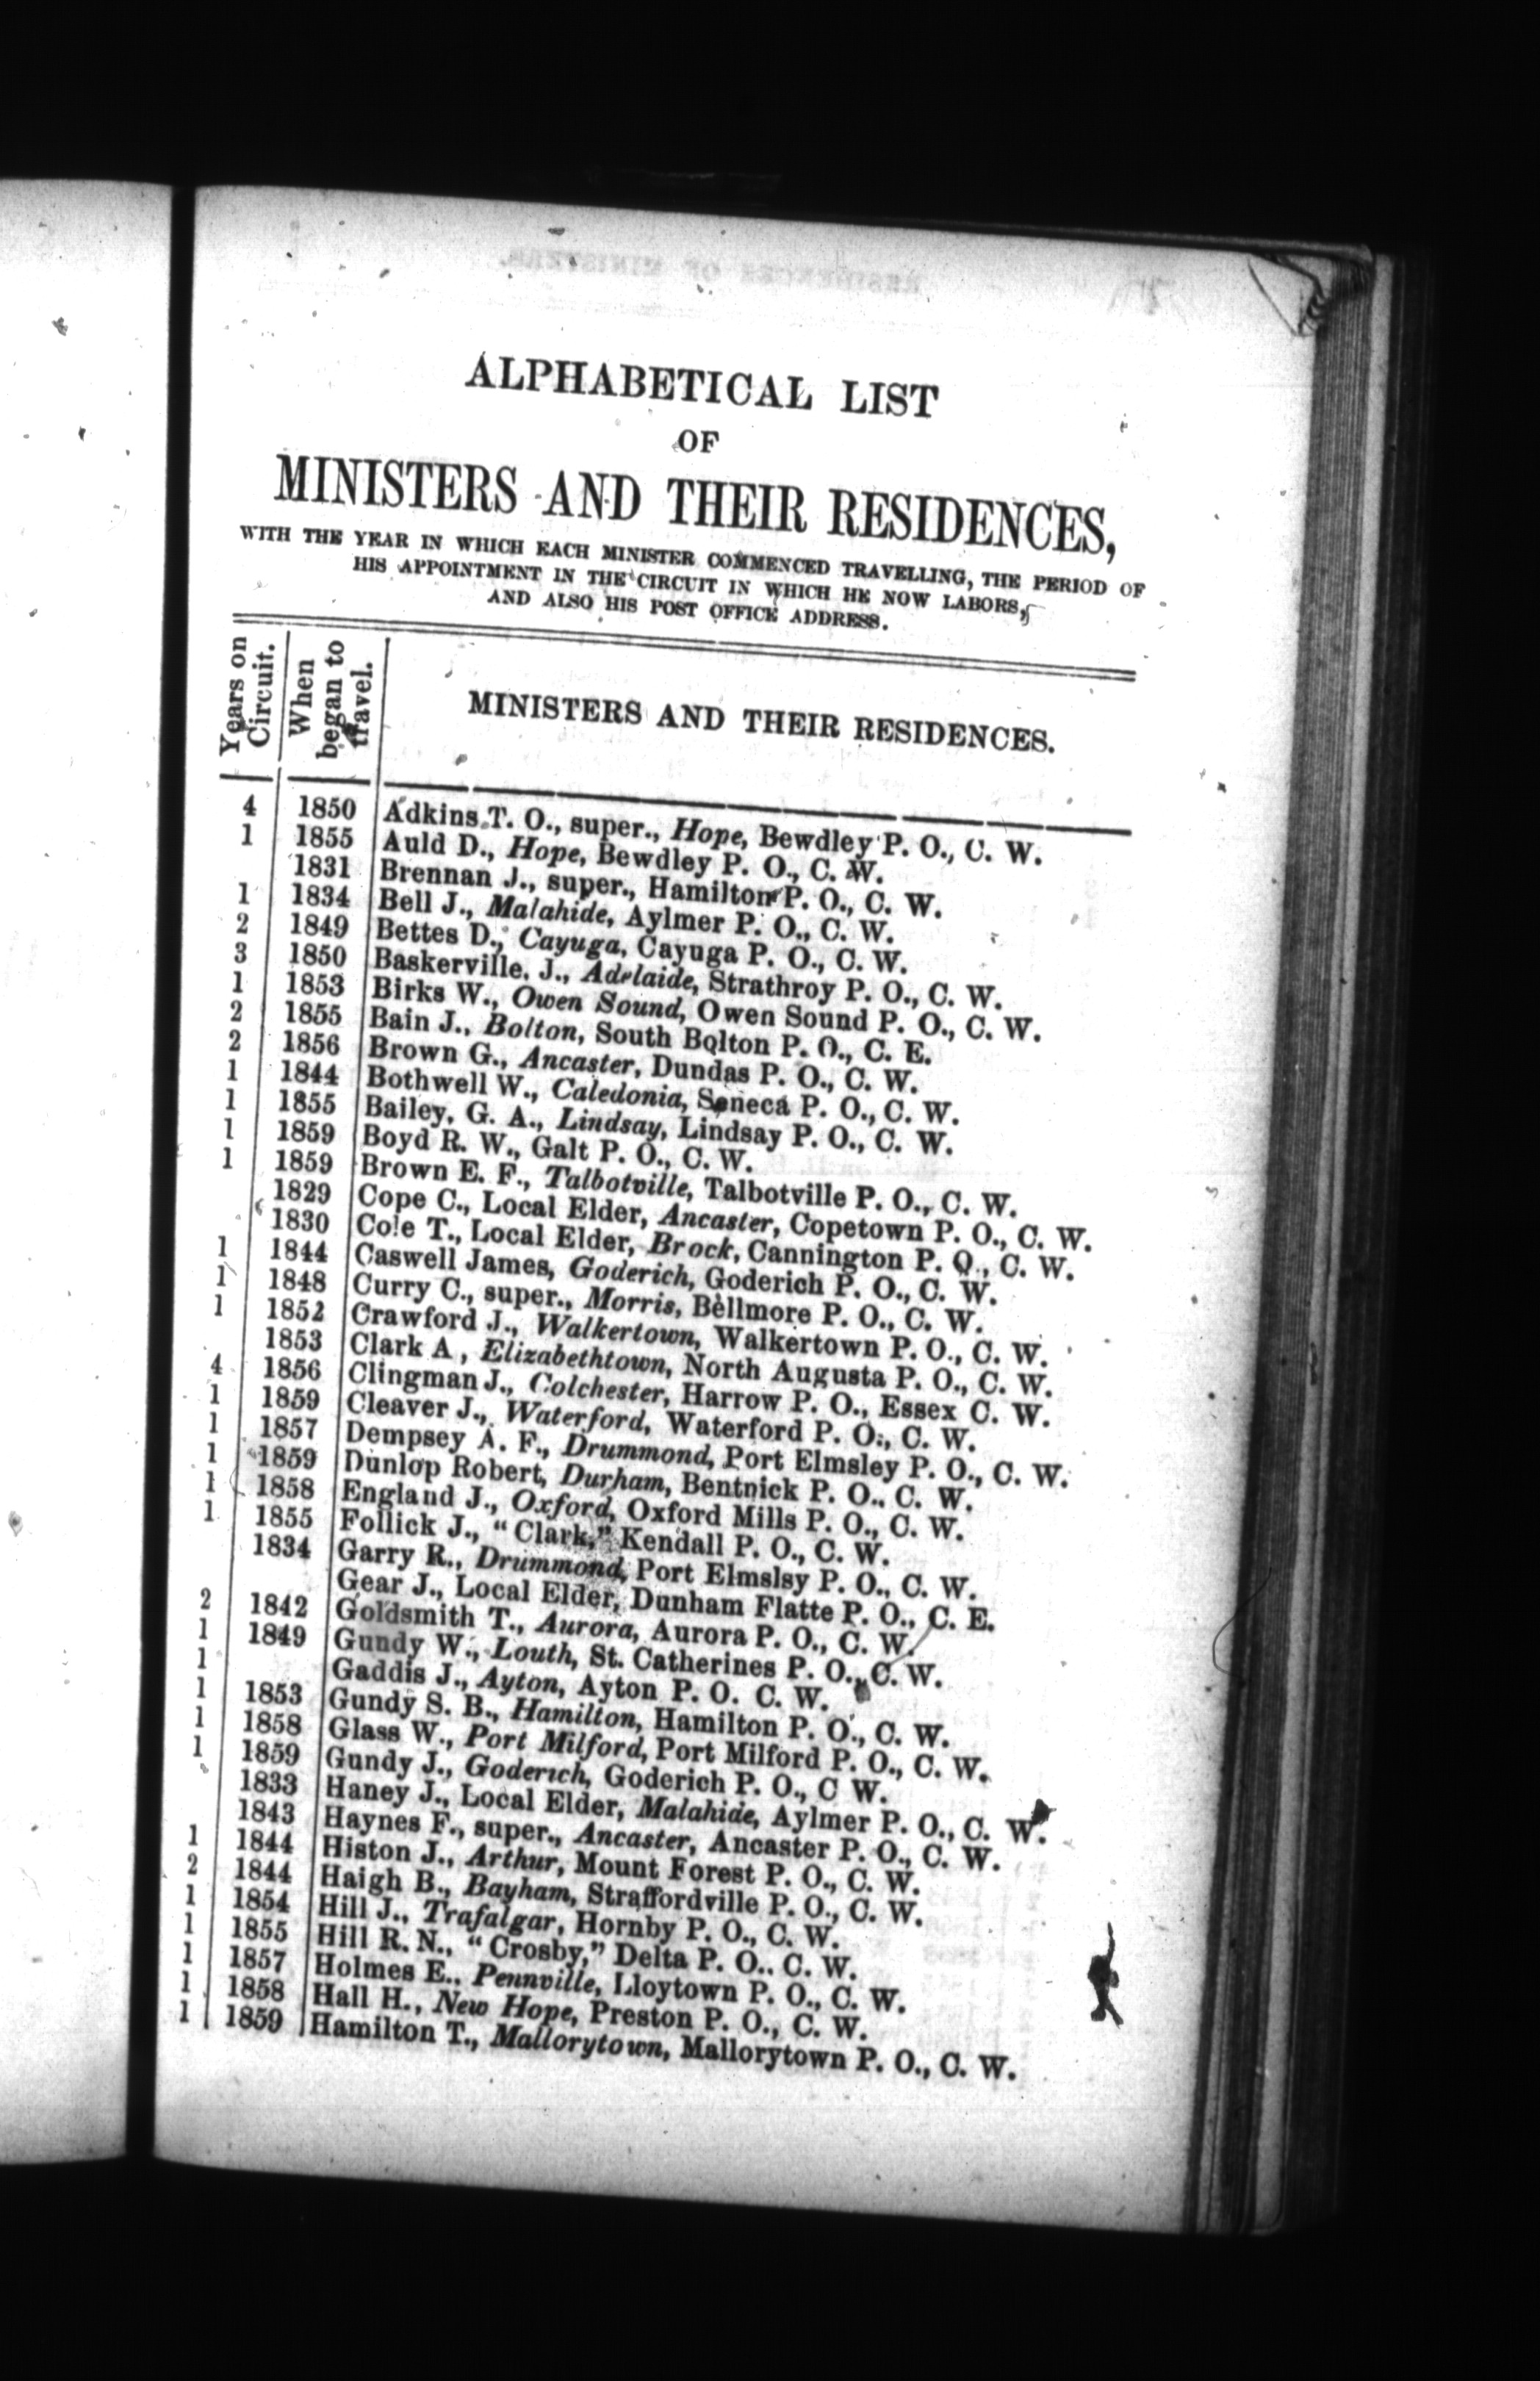 ALPHABETICAL LIST
OF
MINISTERS AND THEIR RESIDENCES,
WITH THE YEAR IN WHICH EACH MINISTER COMMENCED TRAVELLING, THE PERIOD OF
HIS APPOINTMENT IN THE CIRCUIT IN WHICH HE NOW LABORS,
AND ALSO HIS POST OFFICE ADDRESS.
Years on
Circuit.
When
began to
travel.
MINISTERS AND THEIR RESIDENCES.
4 1850 Adkins T. O., super., Hope, Bewdley P. O., C. W.
1 1855 Auld D., Hope, Bewdley P. O., C. W.
1831 Brennan J., super., Hamilton P. O., C. W.
1 1834 Bell J., Malahide, Aylmer P. O., C. W.
2 1849 Bettes D., Cayuga, Cayuga P. O., C. W.
3 1850 Baskerville, J., Adelaide, Strathroy P. O., C. W.
1 1853 Birks W., Owen Sound, Owen Sound P. O., C. W.
2 1855 Bain J., Bolton, South Bolton P. O., C. E.
2 1856 Brown G., Ancaster, Dundas P. O., C. W.
1 1844 Bothwell W., Caledonia, Seneca P. O., C. W.
1 1855 Bailey, G. A., Lindsay, Lindsay P. O., C. W.
1 1859 Boyd R. W., Galt P. O., C. W.
1 1859 Brown E. F., Talbotville, Talbotville P. O., C. W.
1829 Cope C., Local Elder, Ancaster, Copetown P. O., C. W.
1830 Cole T., Local Elder, Brock, Cannington P. O., C. W.
1 1844 Caswell James, Goderich, Goderich P. O., C. W.
1 1848 Curry C., super., Morris, Bellmore P. O., C. W.
1 1852 Crawford J., Walkertown, Walkertown P. O., C. W.
1853 Clark A, Elizabethtown, North Augusta P. O., C. W.
4 1856 Clingman J., Colchester, Harrow P. O., Essex C. W.
1 1859 Cleaver J., Waterford, Waterford P. O., C. W.
1 1857 Dempsey A. F., Drummond, Port Elmsley P. O., C. W.
1 1859 Dunlop Robert, Durham, Bentnick P. O., C. W.
1 1858 England J., Oxford, Oxford Mills P. O., C. W.
1 1855 Follick J., "Clark," Kendall P. O., C. W.
1834 Garry R., Drummond, Port Elmslsy P. O., C. W.
Gear J., Local Elder, Dunham Flatte P. O., C. E.
2 1842 Goldsmith T., Aurora, Aurora P. O., C. W.
1 1849 Gundy W., Louth, St. Catherines P. O., C. W.
1 Gaddis J., Ayton, Ayton P. O. C. W.
1 1853 Gundy S. B., Hamilton, Hamilton P. O., C. W.
1 1858 Glass W., Port Milford, Port Milford P. O., C. W.
1 1859 Gundy J., Goderich, Goderich P. O., C W.
1833 Haney J., Local Elder, Malahide, Aylmer P. O., C. W.
1843 Haynes F., super., Ancaster, Ancaster P. O., C. W.
1 1844 Histon J., Arthur, Mount Forest P. O., C. W.
2 1844 Haigh B., Bayham, Straffordville P. O., C. W.
1 1854 Hill J., Trafalgar, Hornby P. O., C. W.
1 1855 Hill R. N., "Crosby," Delta P. O., C. W.
1 1857 Holmes E., Pennville, Lloytown P. O., C. W.
1 1858 Hall H., New Hope, Preston P. O., C. W.
1 1859 Hamilton T., Mallorytown, Mallorytown P. O., C. W.